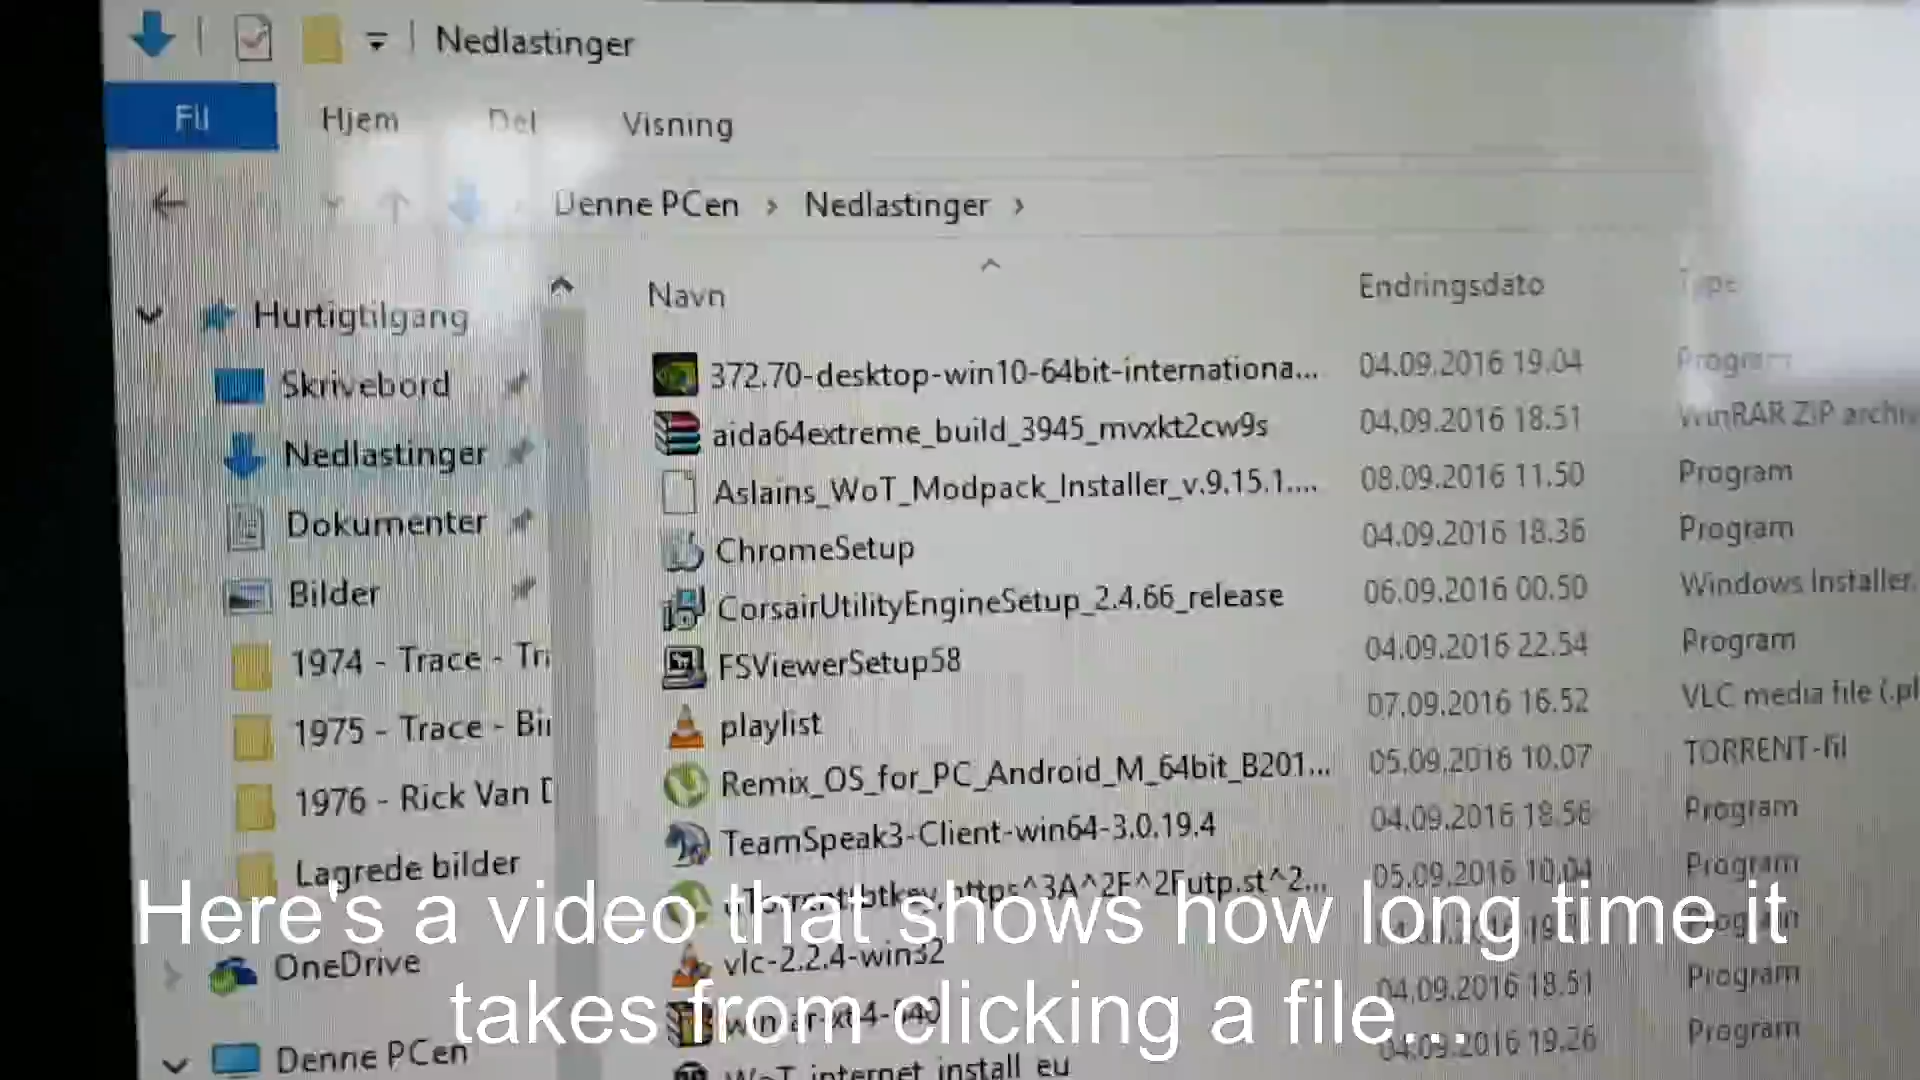 Nedlastinger
Fil Hjem Del Visning
Denne PCen > Nedlastinger >
Navn Endringsdato Type
Hurtigtilgang
Skrivebord
Nedlastinger
Dokumenter
Bilder
1974 - Trace - Tr
1975 - Trace - Bir
1976 - Rick Van D
Lagrede bilder
OneDrive
Denne PCen
372.70-desktop-win10-64bit-internationa... 04.09.2016 19.04 Program
aida64extreme_build_3945_mvxkt2cw9s 04.09.2016 18.51 WinRAR ZIP archiv
Aslains_WoT_Modpack_Installer_v.9.15.1.... 08.09.2016 11.50 Program
ChromeSetup 04.09.2016 18.36 Program
CorsairUtilityEngineSetup_2.4.66_release 06.09.2016 00.50 Windows Installer.
FSViewerSetup58 04.09.2016 22.54 Program
playlist 07.09.2016 16.52 VLC media file (.pl
Remix_OS_for_PC_Android_M_64bit_B201... 05.09.2016 10.07 TORRENT-fil
TeamSpeak3-Client-win64-3.0.19.4 04.09.2016 18.56 Program
05.09.2016 10.04 Program
vlc-2.2.4-win32
04.09.2016 18.51 Program
WoT_internet_install_eu 04.09.2016 19.26 Program
Here's a video that shows how long time it
takes from clicking a file...